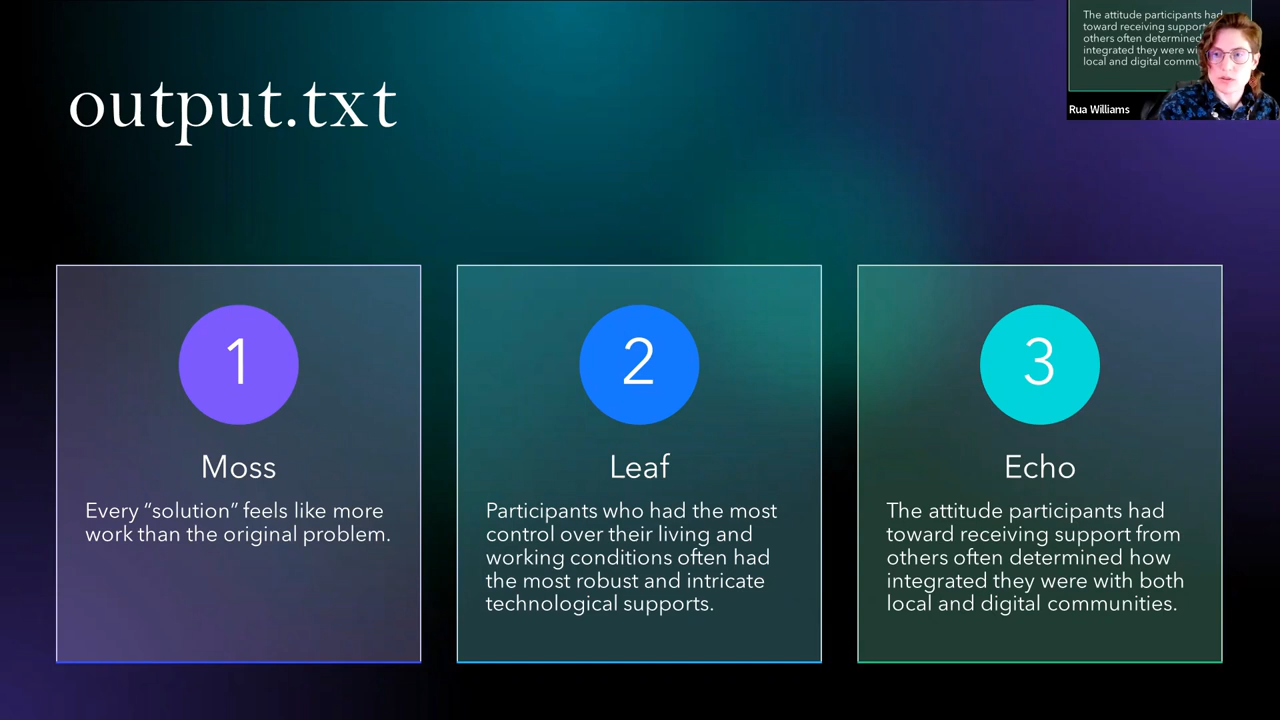 output.txt
The attitude participants had
toward receiving support
others often determined
integrated they were
local and digital
Rua Williams
1
Moss
Every “solution” feels like more
work than the original problem.
2
Leaf
Participants who had the most
control over their living and
working conditions often had
the most robust and intricate
technological supports.
3
Echo
The attitude participants had
toward receiving support from
others often determined how
integrated they were with both
local and digital communities.